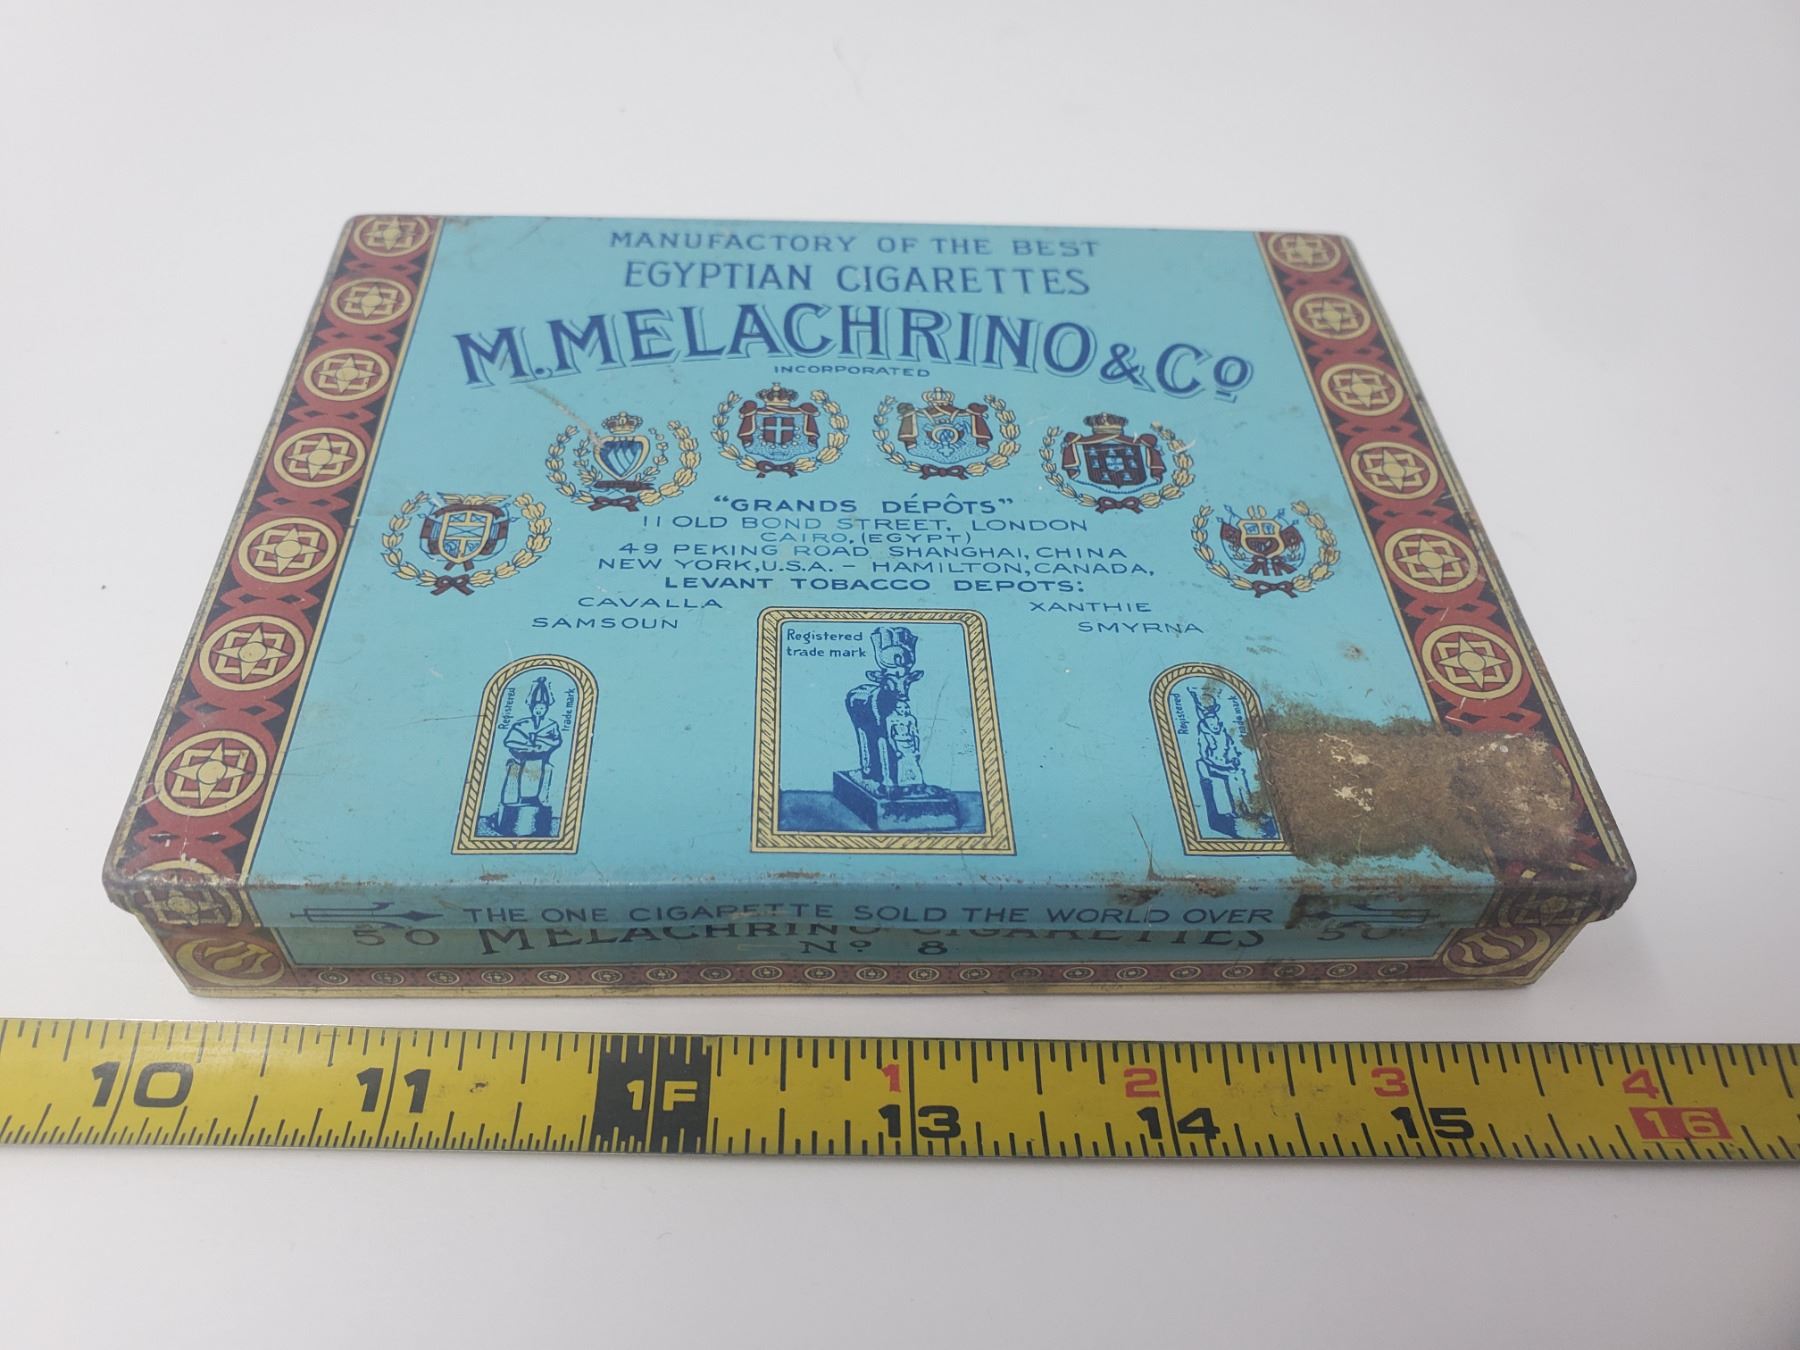 MANUFACTORY OF THE BEST
EGYPTIAN CIGARETTES
M. MELACHRINO & Cº
INCORPORATED
"GRANDS DÉPÔTS"
11 OLD BOND STREET, LONDON
CAIRO, (EGYPT)
49 PEKING ROAD SHANGHAI, CHINA
NEW YORK, U.S.A. - HAMILTON, CANADA,
LEVANT TOBACCO DEPOTS:
CAVALLA XANTHIE
SAMSOUN SMYRNA
Registered trade mark
Registered
trade mark
Registered trade mark
THE ONE CIGARETTE SOLD THE WORLD OVER
50 MELACHRINO CIGARETTES 50
Nº 8
10 11 1F 1 13 2 14 3 15 4 16